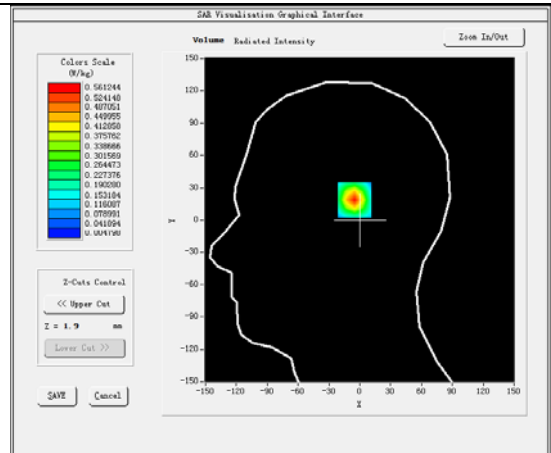 SAR Visualisation Graphical Interface
Volume Radiated Intensity
Zoom In/Out
Colors Scale
(W/kg)
0.561244
0.524148
0.487051
0.449955
0.412858
0.375762
0.338666
0.301569
0.264473
0.227376
0.190280
0.153184
0.116087
0.078991
0.041894
0.004798
Z-Cuts Control
<< Upper Cut
Z = 1.9 mm
Lower Cut >>
SAVE Cancel
150
120
90
60
30
0
-30
-60
-90
-120
-150
Y
-150 -120 -90 -60 -30 0 30 60 90 120 150
X